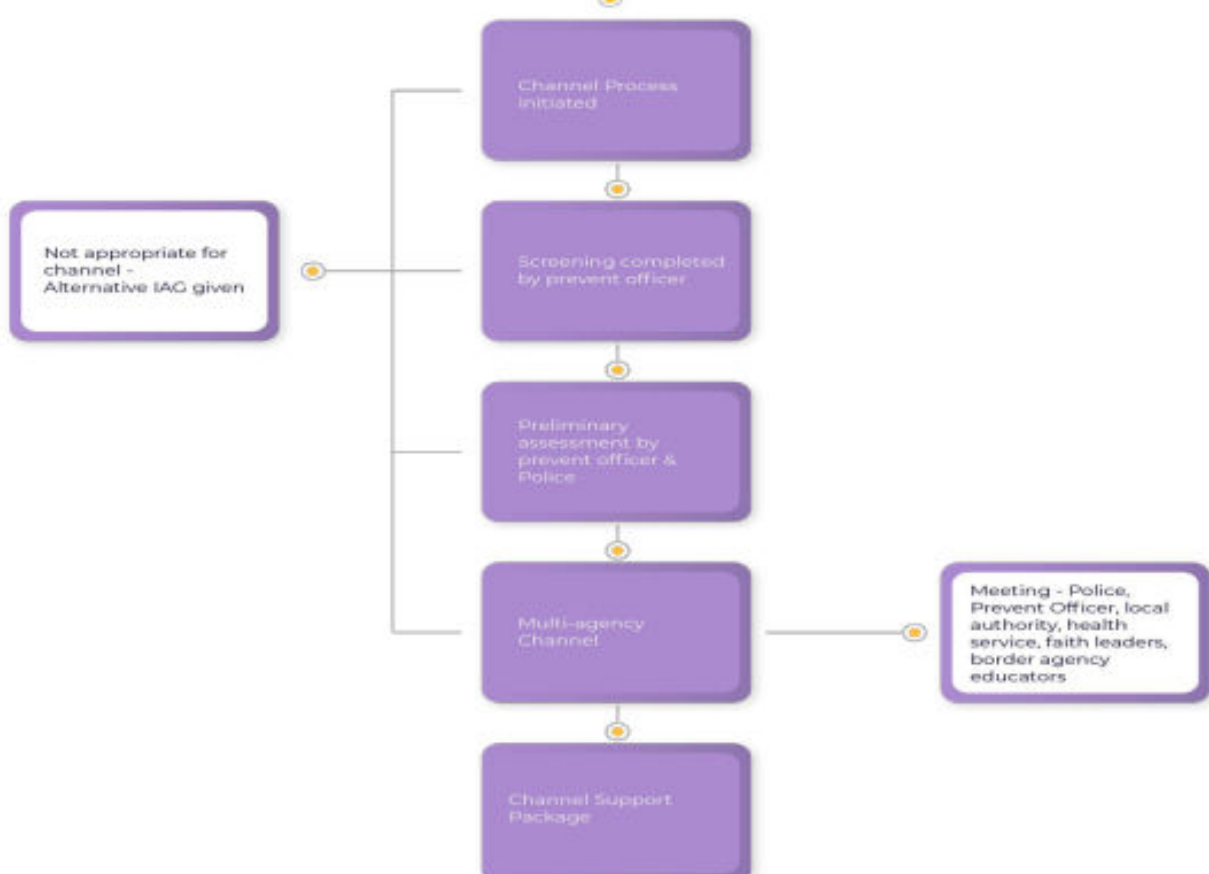 Channel Process
initiated
Not appropriate for
channel -
Alternative IAG given
Screening completed
by prevent officer
Preliminary
assessment by
prevent officer &
Police
Multi-agency
Channel
Meeting - Police,
Prevent Officer, local
authority, health
service, faith leaders,
border agency
educators
Channel Support
Package